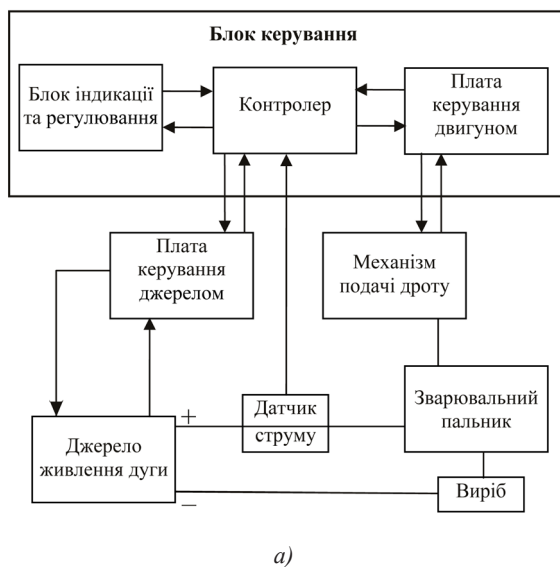 Блок керування
Блок індикації
та регулювання
Контролер
Плата
керування
двигуном
Плата
керування
джерелом
Механізм
подачі дроту
Джерело
живлення дуги
+
–
Датчик
струму
Зварювальний
пальник
Виріб
а)